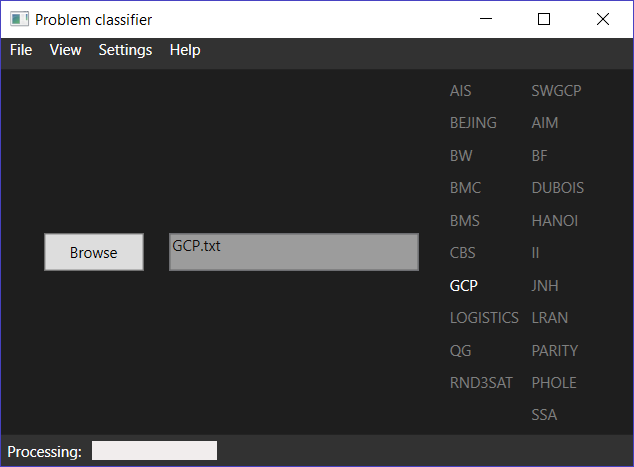 Problem classifier
File View Settings Help
AIS SWGCP
BEJING AIM
BW BF
BMC DUBOIS
BMS HANOI
Browse GCP.txt
CBS II
GCP JNH
LOGISTICS LRAN
QG PARITY
RND3SAT PHOLE
SSA
Processing: